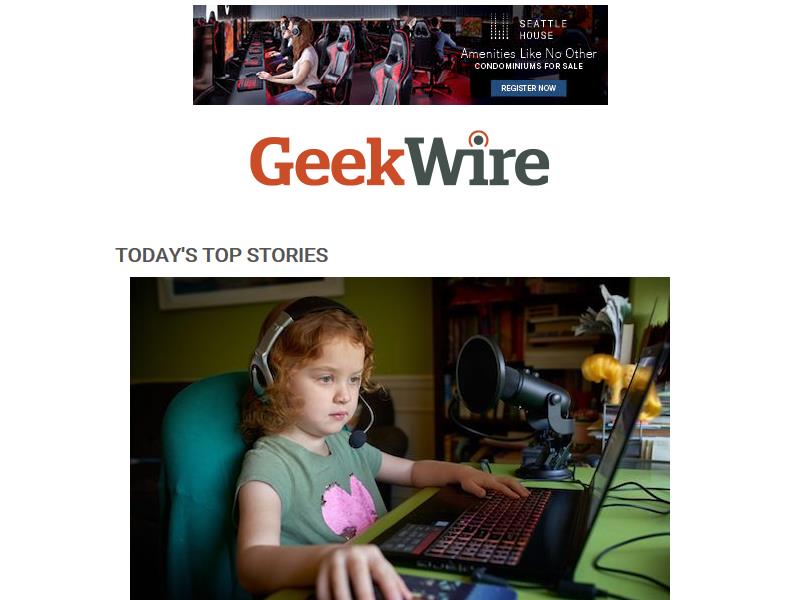 SEATTLE
HOUSE
Amenities Like No Other
CONDOMINIUMS FOR SALE
REGISTER NOW
GeekWire
TODAY'S TOP STORIES